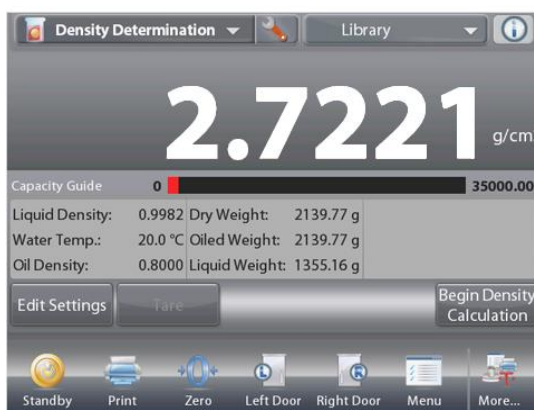 Density Determination Library
2.7221 g/cm
Capacity Guide 0 35000.00
Liquid Density: 0.9982 Dry Weight: 2139.77 g
Water Temp.: 20.0 °C Oiled Weight: 2139.77 g
Oil Density: 0.8000 Liquid Weight: 1355.16 g
Edit Settings Tare Begin Density
Calculation
Standby Print Zero Left Door Right Door Menu More...